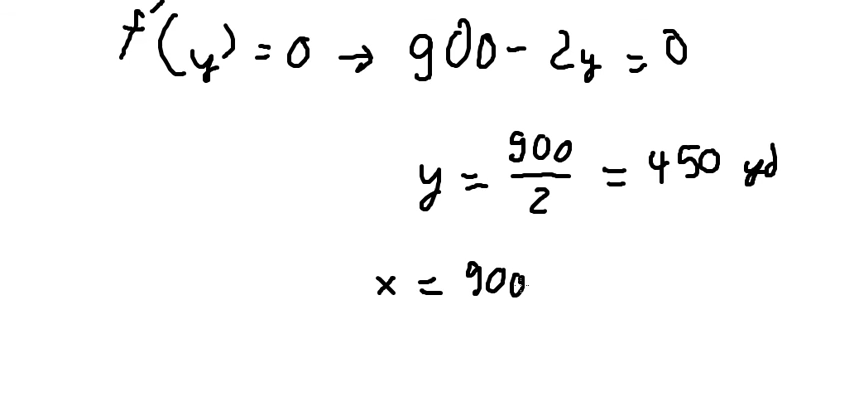 f'(y) = 0 → 900 - 2y = 0
y = 900/2 = 450 yd
x = 900